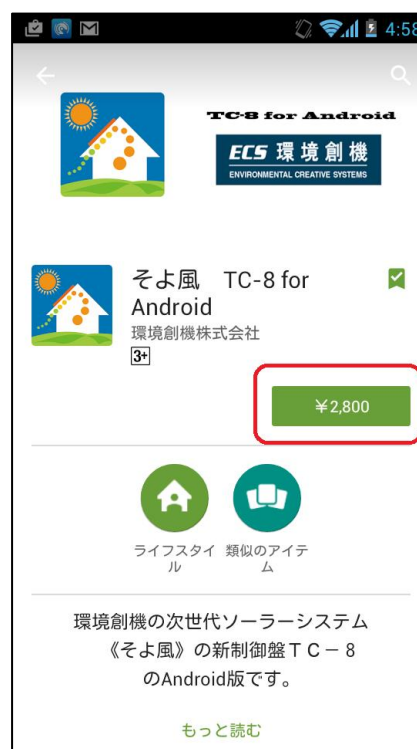 4:58
TC-8 for Android
ECS 環境創機
ENVIRONMENTAL CREATIVE SYSTEMS
そよ風 TC-8 for
Android
環境創機株式会社
3+
¥2,800
ライフスタイ
ル
類似のアイテ
ム
環境創機の次世代ソーラーシステム
《そよ風》の新制御盤TC－8
のAndroid版です。
もっと読む